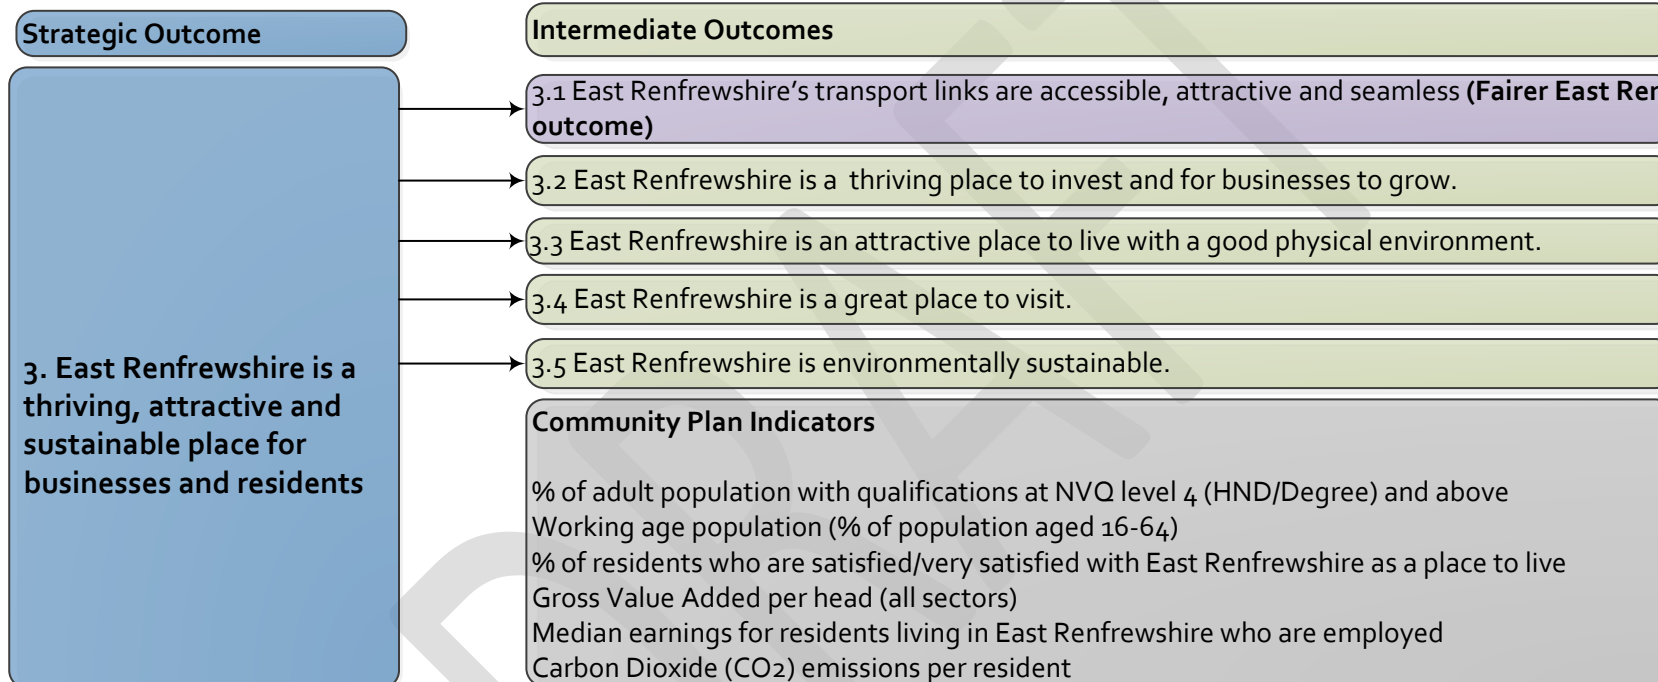 Strategic Outcome
3. East Renfrewshire is a
thriving, attractive and
sustainable place for
businesses and residents
Intermediate Outcomes
3.1 East Renfrewshire’s transport links are accessible, attractive and seamless (Fairer East Ren
outcome)
3.2 East Renfrewshire is a  thriving place to invest and for businesses to grow.
3.3 East Renfrewshire is an attractive place to live with a good physical environment.
3.4 East Renfrewshire is a great place to visit.
3.5 East Renfrewshire is environmentally sustainable.
Community Plan Indicators
% of adult population with qualifications at NVQ level 4 (HND/Degree) and above
Working age population (% of population aged 16-64)
% of residents who are satisfied/very satisfied with East Renfrewshire as a place to live
Gross Value Added per head (all sectors)
Median earnings for residents living in East Renfrewshire who are employed
Carbon Dioxide (CO2) emissions per resident
DRAFT